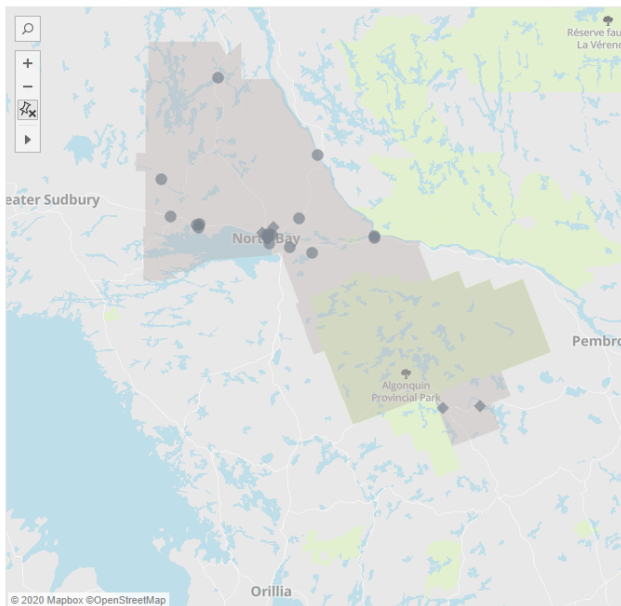 Réserve fau
La Vérend
eater Sudbury
North Bay
Pembro
Algonquin
Provincial Park
Orillia
© 2020 Mapbox ©OpenStreetMap